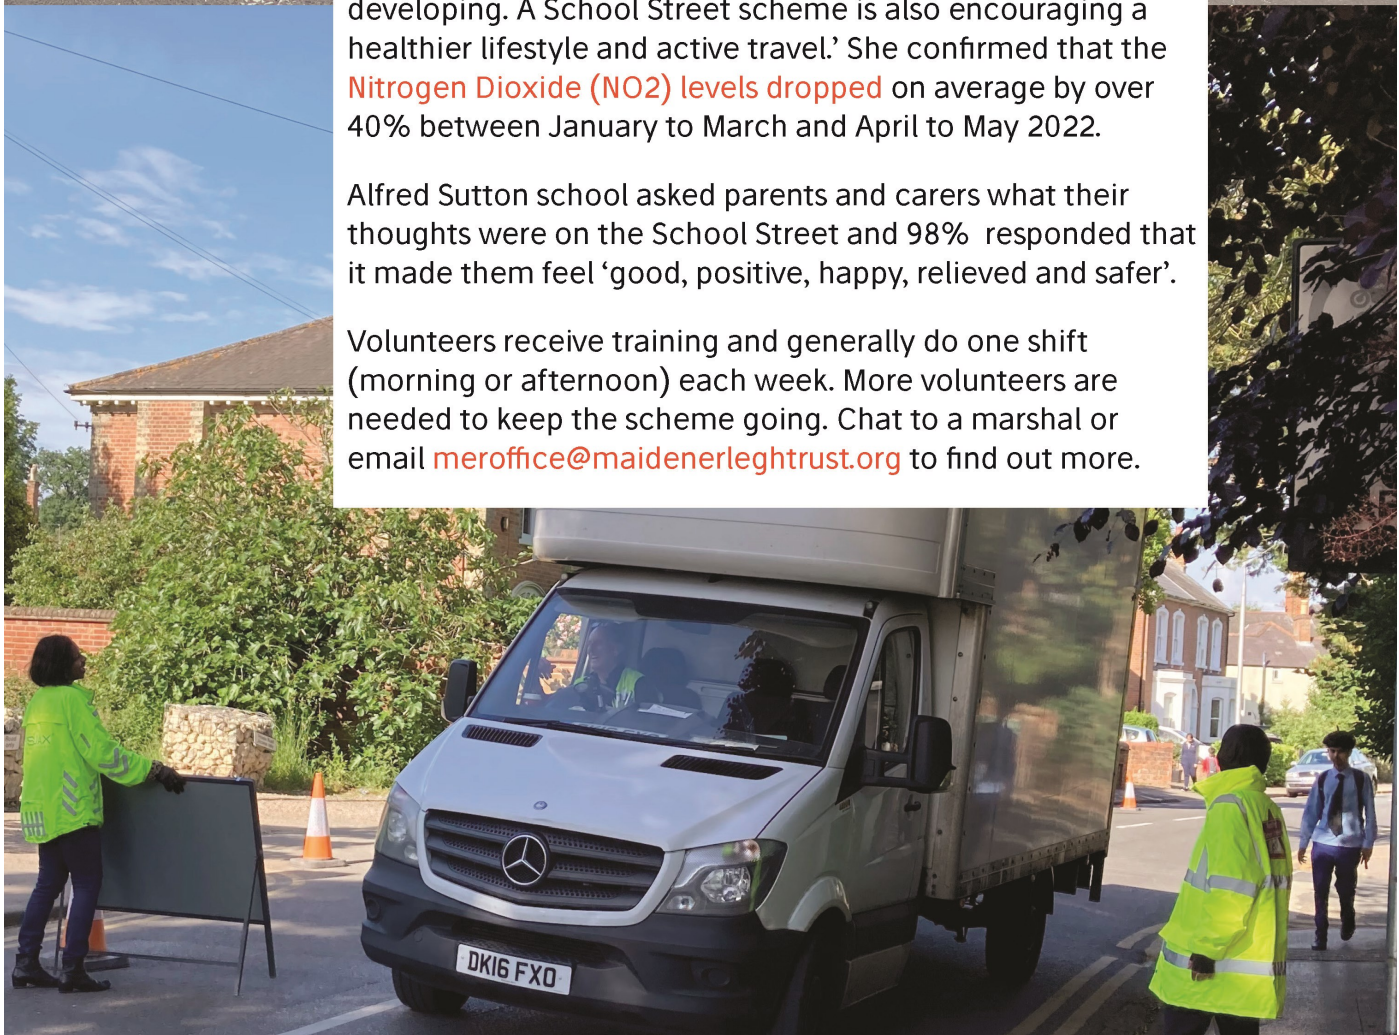 developing. A School Street scheme is also encouraging a
healthier lifestyle and active travel.’ She confirmed that the
Nitrogen Dioxide (NO2) levels dropped on average by over
40% between January to March and April to May 2022.
Alfred Sutton school asked parents and carers what their
thoughts were on the School Street and 98%  responded that
it made them feel ‘good, positive, happy, relieved and safer’.
Volunteers receive training and generally do one shift
(morning or afternoon) each week. More volunteers are
needed to keep the scheme going. Chat to a marshal or
email meroffice@maidenerleghtrust.org to find out more.
DK16 FXO